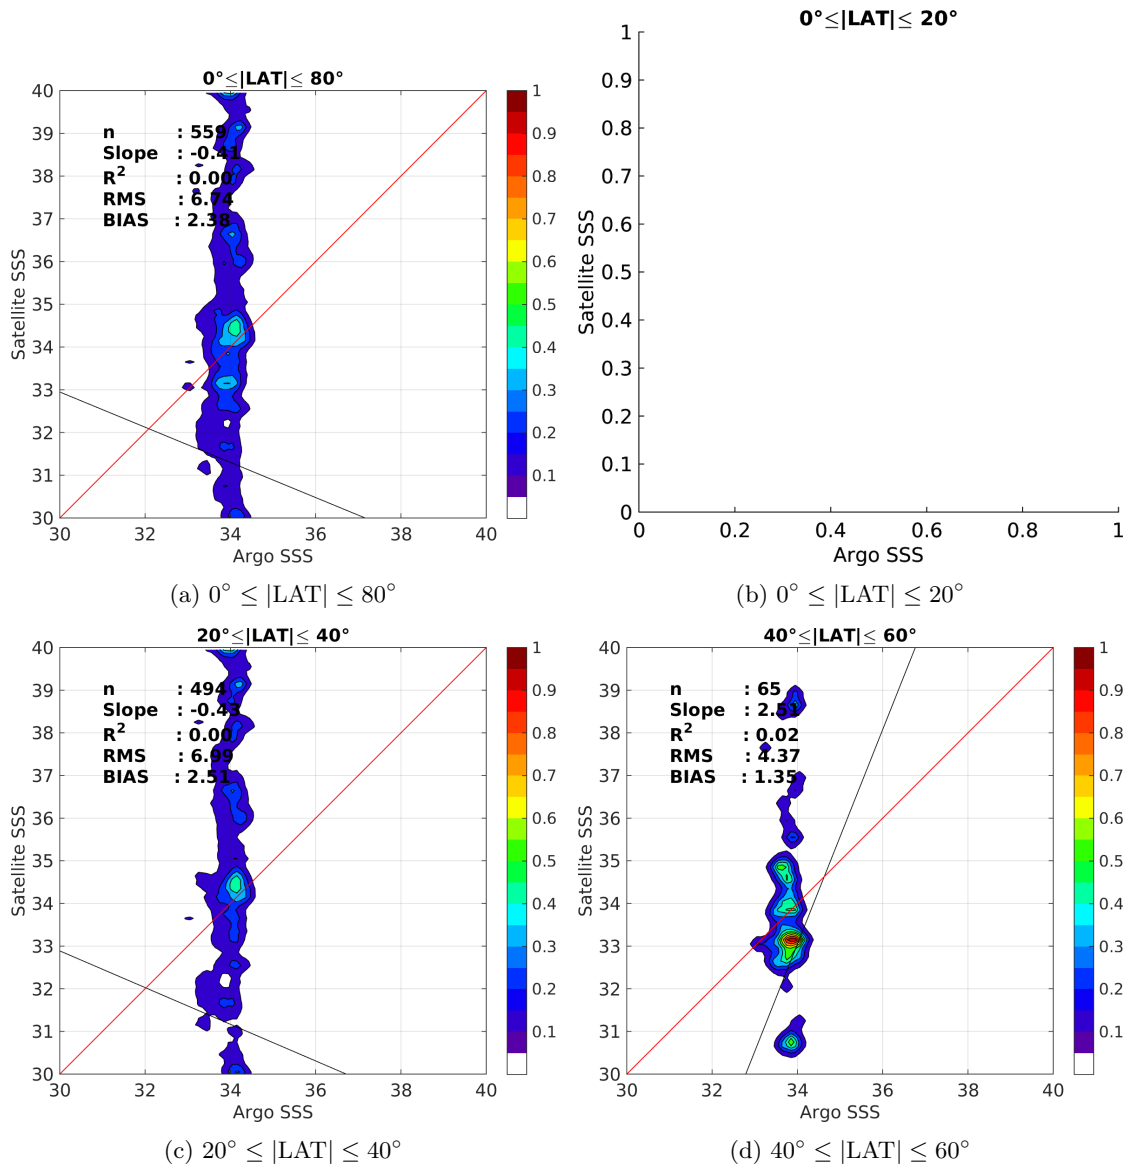 0°≤|LAT|≤ 80°
40
39
38
37
36
35
34
33
32
31
30
30 32 34 36 38 40
Satellite SSS
Argo SSS
n : 559
Slope : -0.41
R² : 0.00
RMS : 6.74
BIAS : 2.38
1
0.9
0.8
0.7
0.6
0.5
0.4
0.3
0.2
0.1
(a) 0° ≤ |LAT| ≤ 80°
0°≤|LAT|≤ 20°
1
0.9
0.8
0.7
0.6
0.5
0.4
0.3
0.2
0.1
0
0 0.2 0.4 0.6 0.8 1
Satellite SSS
Argo SSS
(b) 0° ≤ |LAT| ≤ 20°
20°≤|LAT|≤ 40°
40
39
38
37
36
35
34
33
32
31
30
30 32 34 36 38 40
Satellite SSS
Argo SSS
n : 494
Slope : -0.43
R² : 0.00
RMS : 6.99
BIAS : 2.51
1
0.9
0.8
0.7
0.6
0.5
0.4
0.3
0.2
0.1
(c) 20° ≤ |LAT| ≤ 40°
40°≤|LAT|≤ 60°
40
39
38
37
36
35
34
33
32
31
30
30 32 34 36 38 40
Satellite SSS
Argo SSS
n : 65
Slope : 2.51
R² : 0.02
RMS : 4.37
BIAS : 1.35
1
0.9
0.8
0.7
0.6
0.5
0.4
0.3
0.2
0.1
(d) 40° ≤ |LAT| ≤ 60°